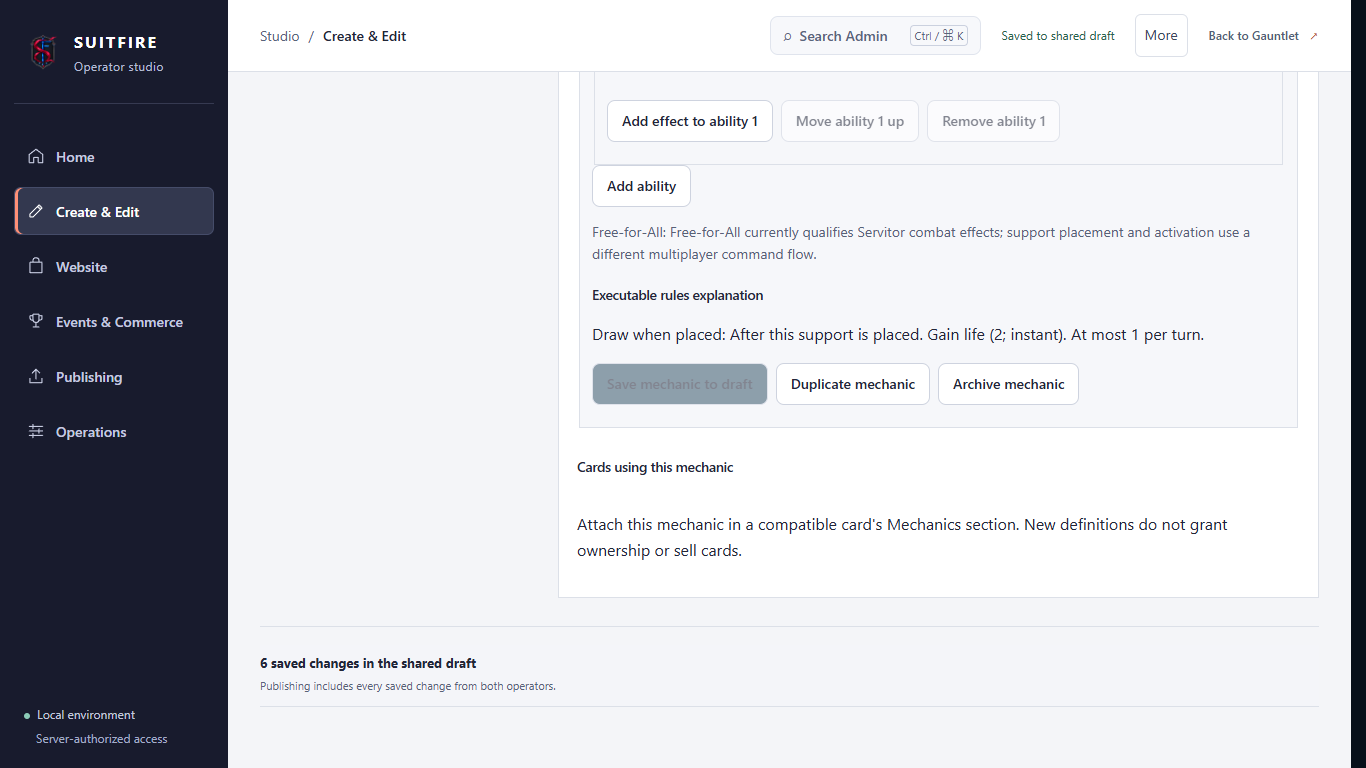 SUITFIRE
Operator studio
Home
Create & Edit
Website
Events & Commerce
Publishing
Operations
Local environment
Server-authorized access
Studio / Create & Edit
Search Admin Ctrl / ⌘ K
Saved to shared draft
More
Back to Gauntlet ↗
Add effect to ability 1
Move ability 1 up
Remove ability 1
Add ability
Free-for-All: Free-for-All currently qualifies Servitor combat effects; support placement and activation use a
different multiplayer command flow.
Executable rules explanation
Draw when placed: After this support is placed. Gain life (2; instant). At most 1 per turn.
Save mechanic to draft
Duplicate mechanic
Archive mechanic
Cards using this mechanic
Attach this mechanic in a compatible card's Mechanics section. New definitions do not grant
ownership or sell cards.
6 saved changes in the shared draft
Publishing includes every saved change from both operators.